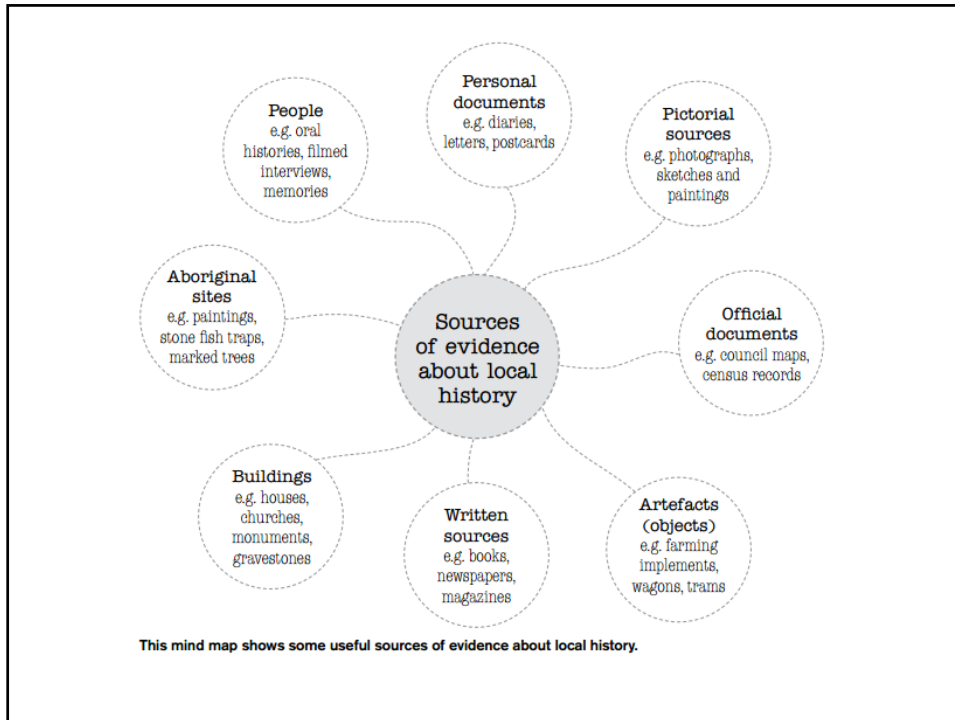 People
e.g. oral
histories, filmed
interviews,
memories
Personal
documents
e.g. diaries,
letters, postcards
Pictorial
sources
e.g. photographs,
sketches and
paintings
Aboriginal
sites
e.g. paintings,
stone fish traps,
marked trees
Sources
of evidence
about local
history
Official
documents
e.g. council maps,
census records
Buildings
e.g. houses,
churches,
monuments,
gravestones
Written
sources
e.g. books,
newspapers,
magazines
Artefacts
(objects)
e.g. farming
implements,
wagons, trams
This mind map shows some useful sources of evidence about local history.